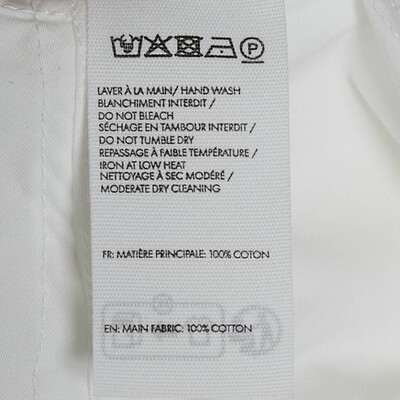 P
LAVER À LA MAIN/ HAND WASH
BLANCHIMENT INTERDIT /
DO NOT BLEACH
SÉCHAGE EN TAMBOUR INTERDIT /
DO NOT TUMBLE DRY
REPASSAGE À FAIBLE TEMPÉRATURE /
IRON AT LOW HEAT
NETTOYAGE À SEC MODÉRÉ /
MODERATE DRY CLEANING
FR: MATIÈRE PRINCIPALE: 100% COTON
EN: MAIN FABRIC: 100% COTTON